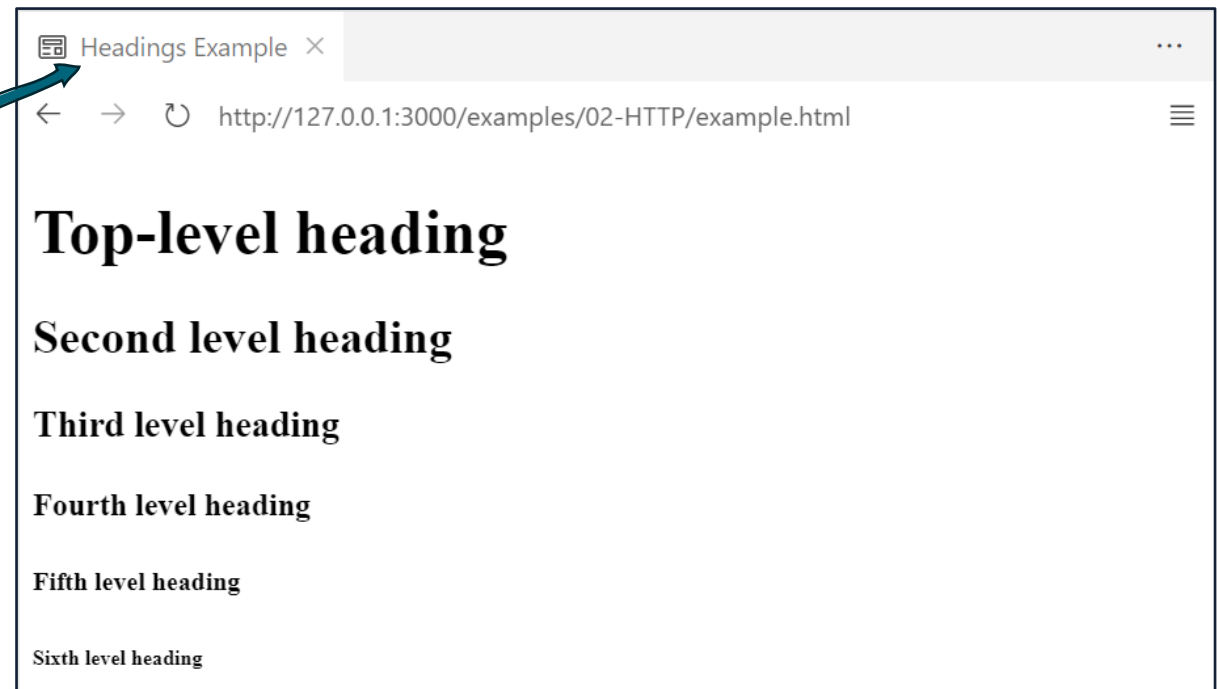 Headings Example
http://127.0.0.1:3000/examples/02-HTTP/example.html
Top-level heading
Second level heading
Third level heading
Fourth level heading
Fifth level heading
Sixth level heading